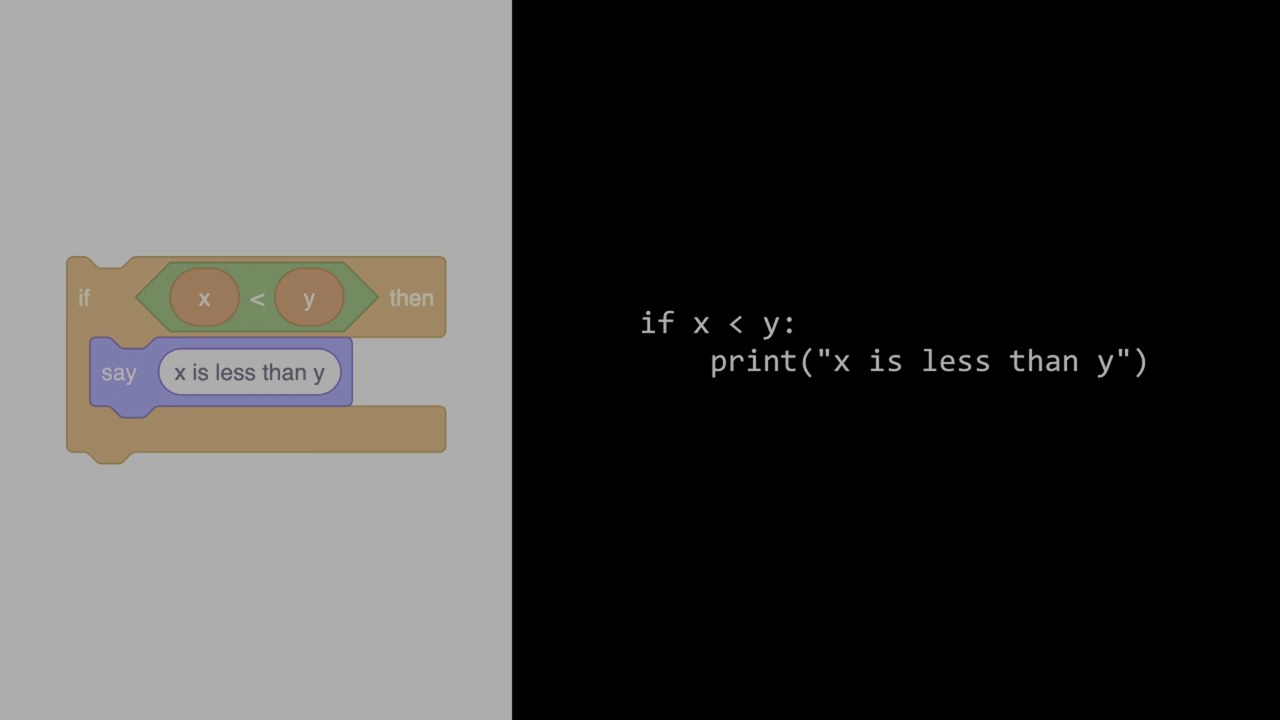 if x < y then
say x is less than y
if x < y:
    print("x is less than y")